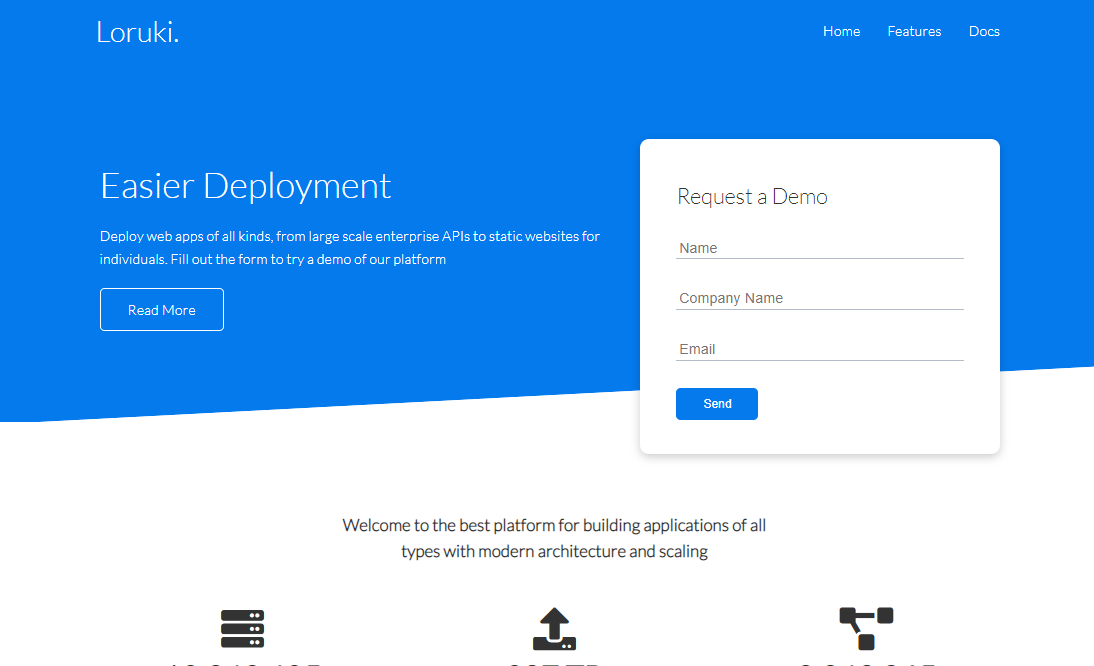 Loruki.
Home Features Docs
Easier Deployment
Deploy web apps of all kinds, from large scale enterprise APIs to static websites for
individuals. Fill out the form to try a demo of our platform
Read More
Request a Demo
Name
Company Name
Email
Send
Welcome to the best platform for building applications of all
types with modern architecture and scaling